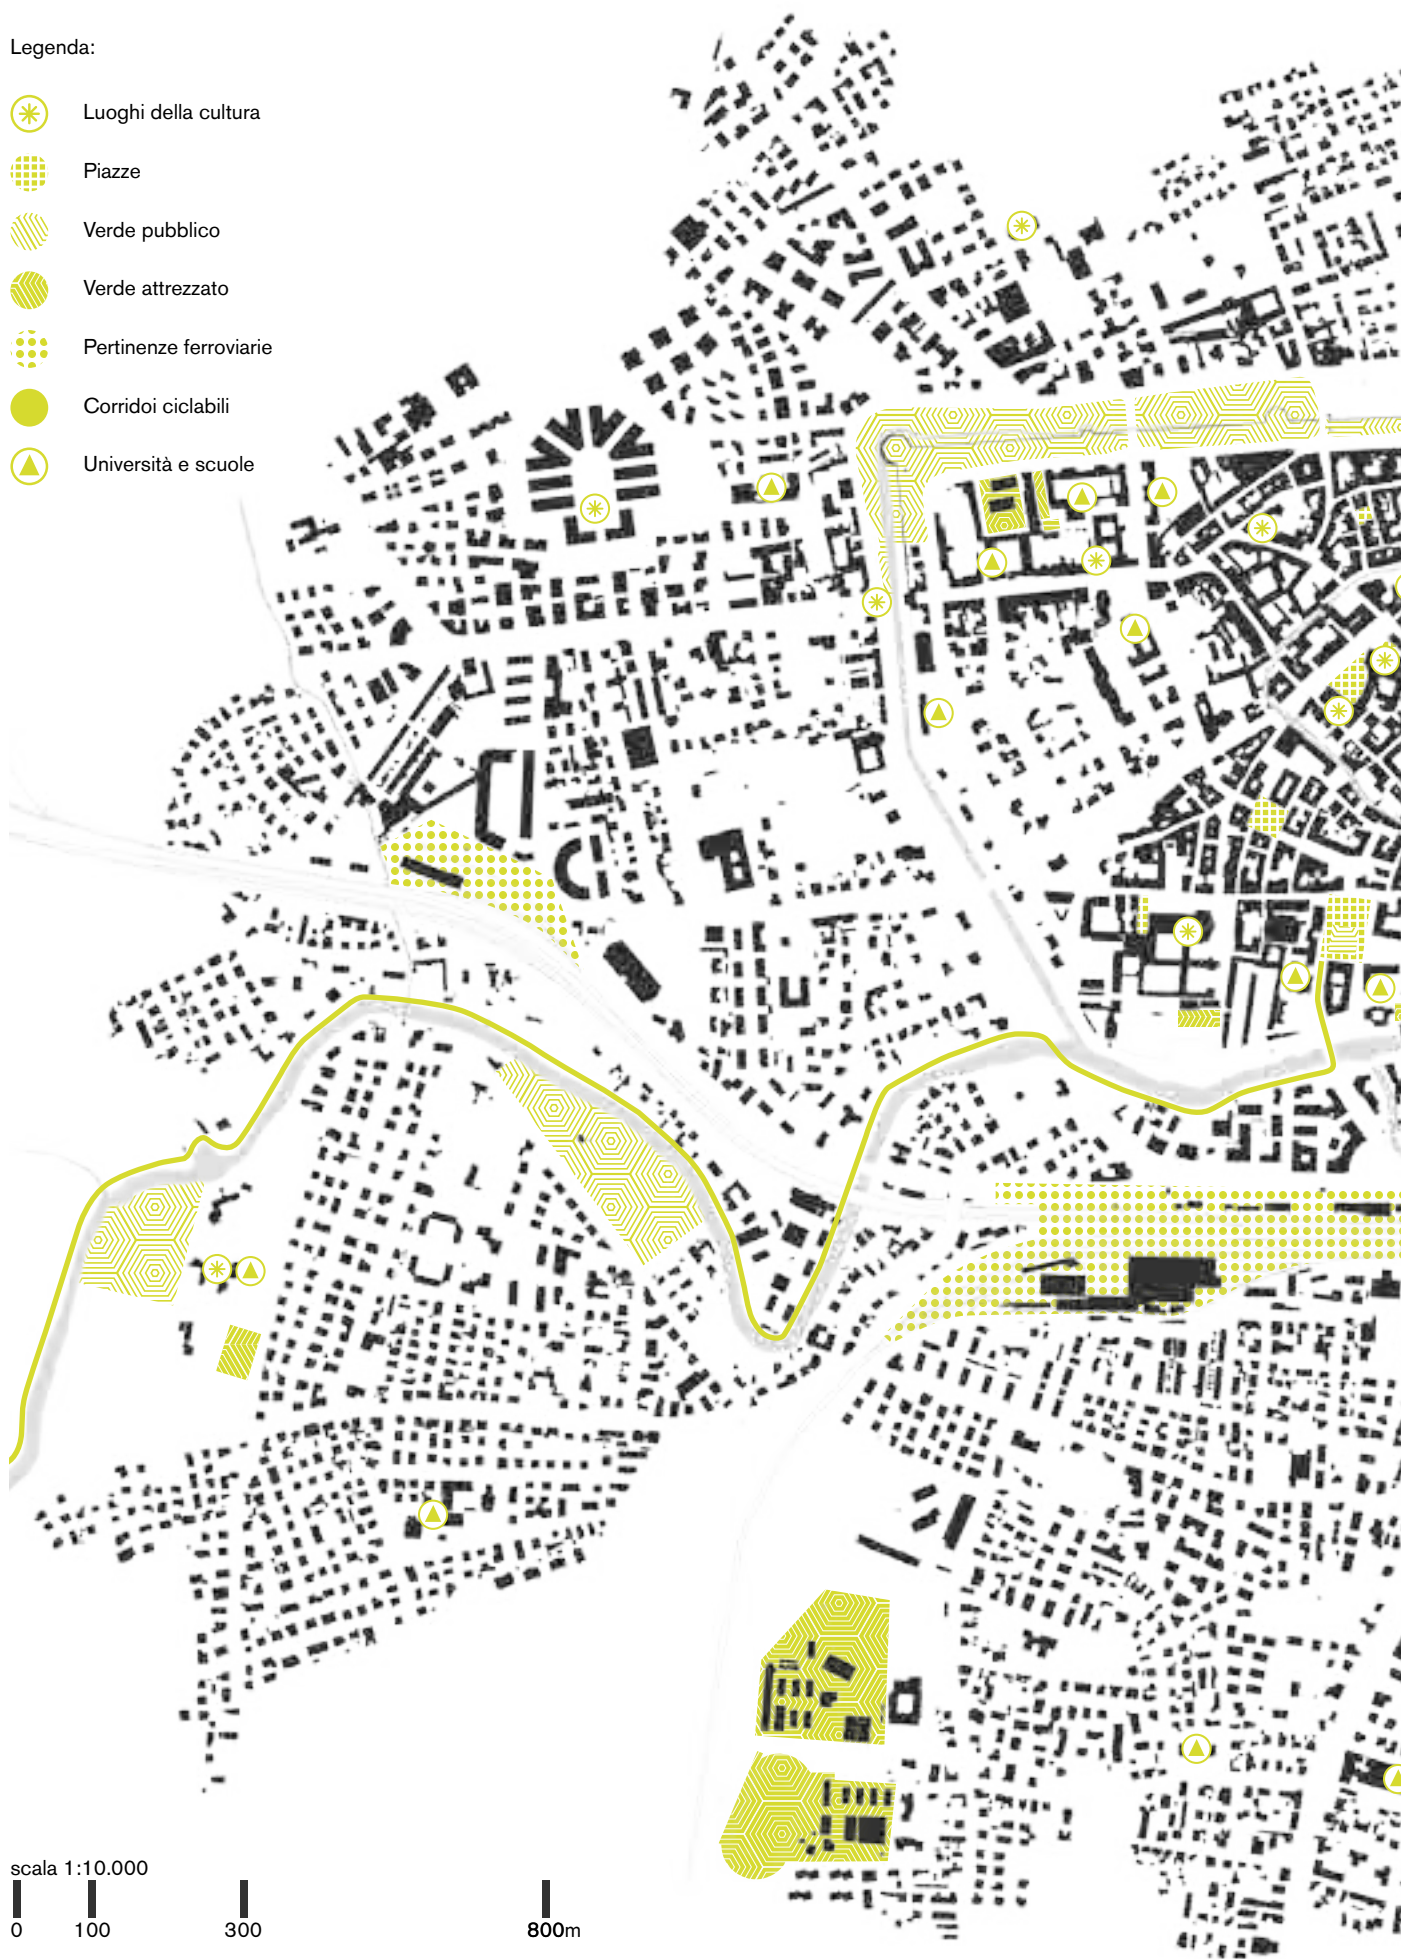 Legenda:
Luoghi della cultura
Piazze
Verde pubblico
Verde attrezzato
Pertinenze ferroviarie
Corridoi ciclabili
Università e scuole
scala 1:10.000
0 100 300 800m